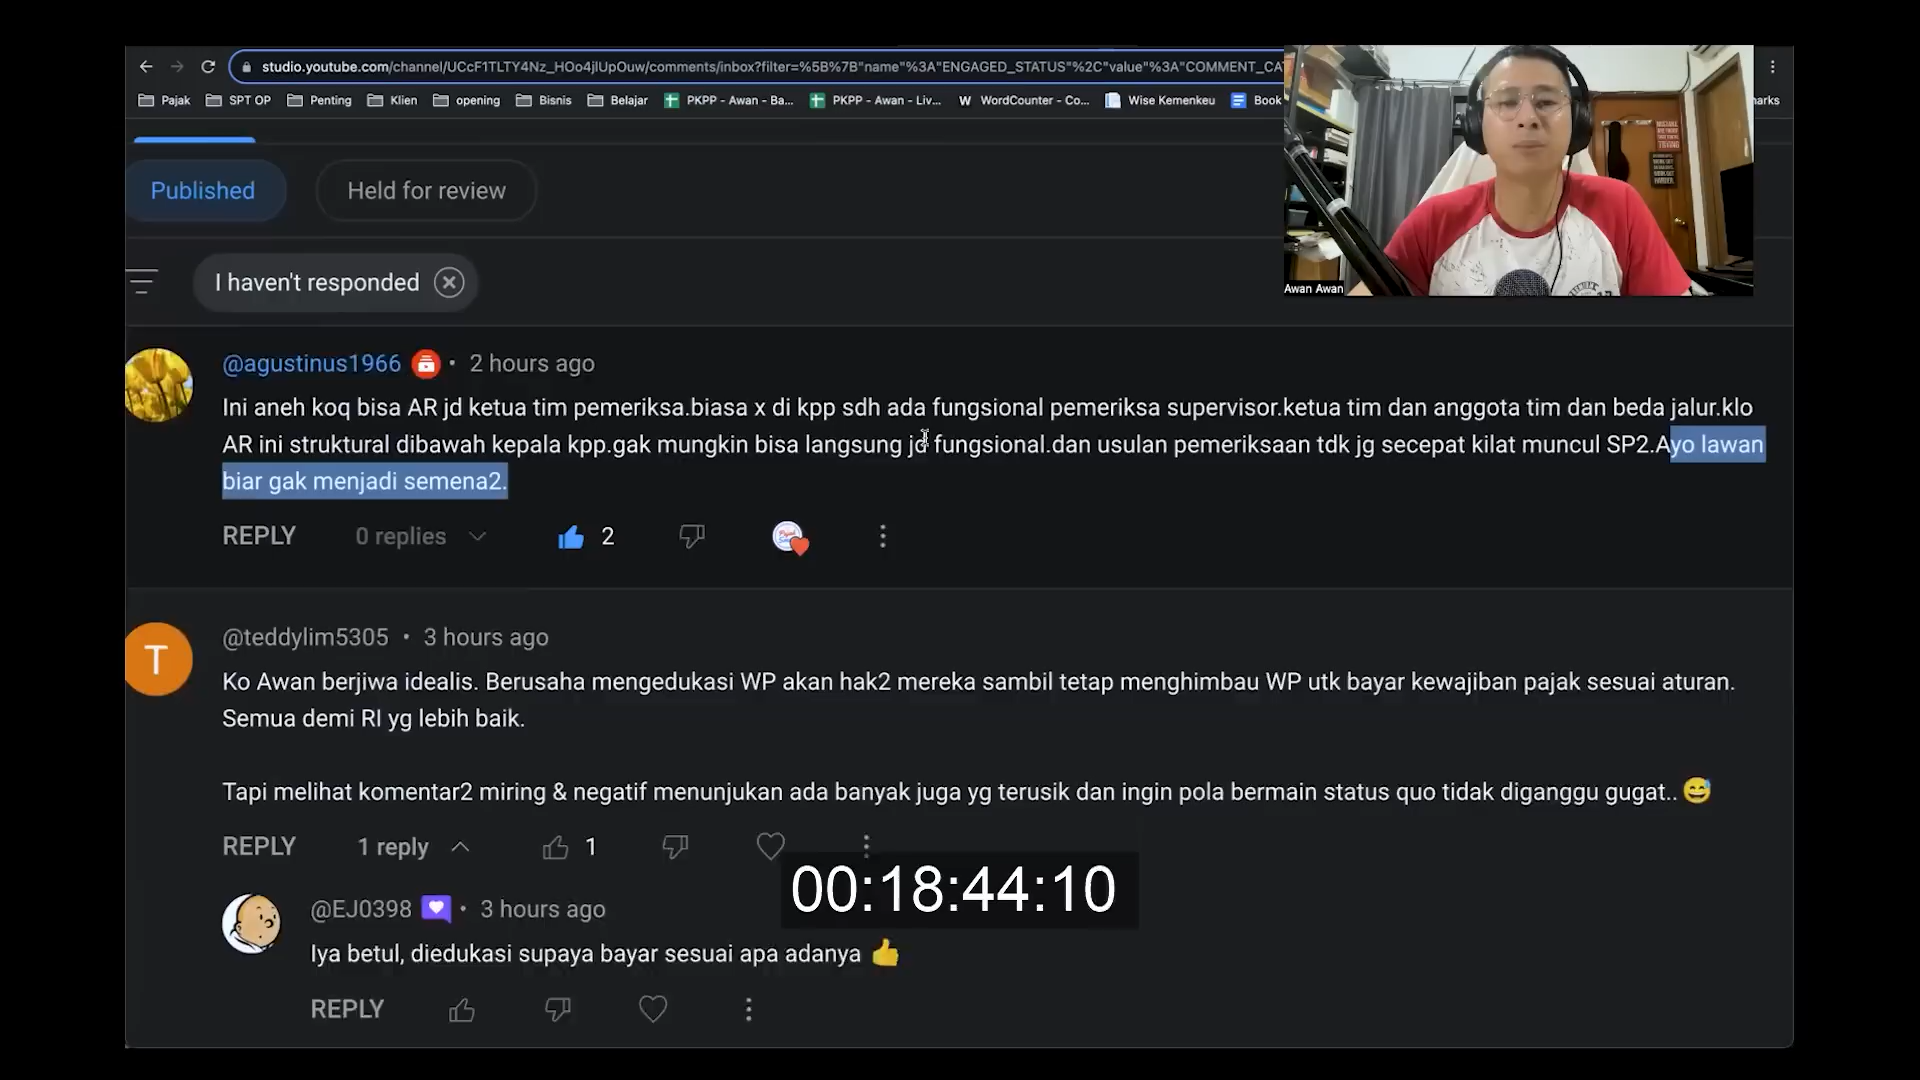 studio.youtube.com/channel/UCcF1TLTY4Nz_HOo4jlUpOuw/comments/inbox?filter=%5B%7B"name"%3A"ENGAGED_STATUS"%2C"value"%3A"COMMENT_CA
Pajak SPT OP Penting Klien opening Bisnis Belajar PKPP - Awan - Ba... PKPP - Awan - Liv... W WordCounter - Co... Wise Kemenkeu Book
Published Held for review
Awan Awan
I haven't responded
@agustinus1966 • 2 hours ago
Ini aneh koq bisa AR jd ketua tim pemeriksa.biasa x di kpp sdh ada fungsional pemeriksa supervisor.ketua tim dan anggota tim dan beda jalur.klo
AR ini struktural dibawah kepala kpp.gak mungkin bisa langsung jd fungsional.dan usulan pemeriksaan tdk jg secepat kilat muncul SP2.Ayo lawan
biar gak menjadi semena2.
REPLY 0 replies 2
T
@teddylim5305 • 3 hours ago
Ko Awan berjiwa idealis. Berusaha mengedukasi WP akan hak2 mereka sambil tetap menghimbau WP utk bayar kewajiban pajak sesuai aturan.
Semua demi RI yg lebih baik.
Tapi melihat komentar2 miring & negatif menunjukan ada banyak juga yg terusik dan ingin pola bermain status quo tidak diganggu gugat.. 😅
REPLY 1 reply 1
00:18:44:10
@EJ0398 • 3 hours ago
Iya betul, diedukasi supaya bayar sesuai apa adanya 👍
REPLY